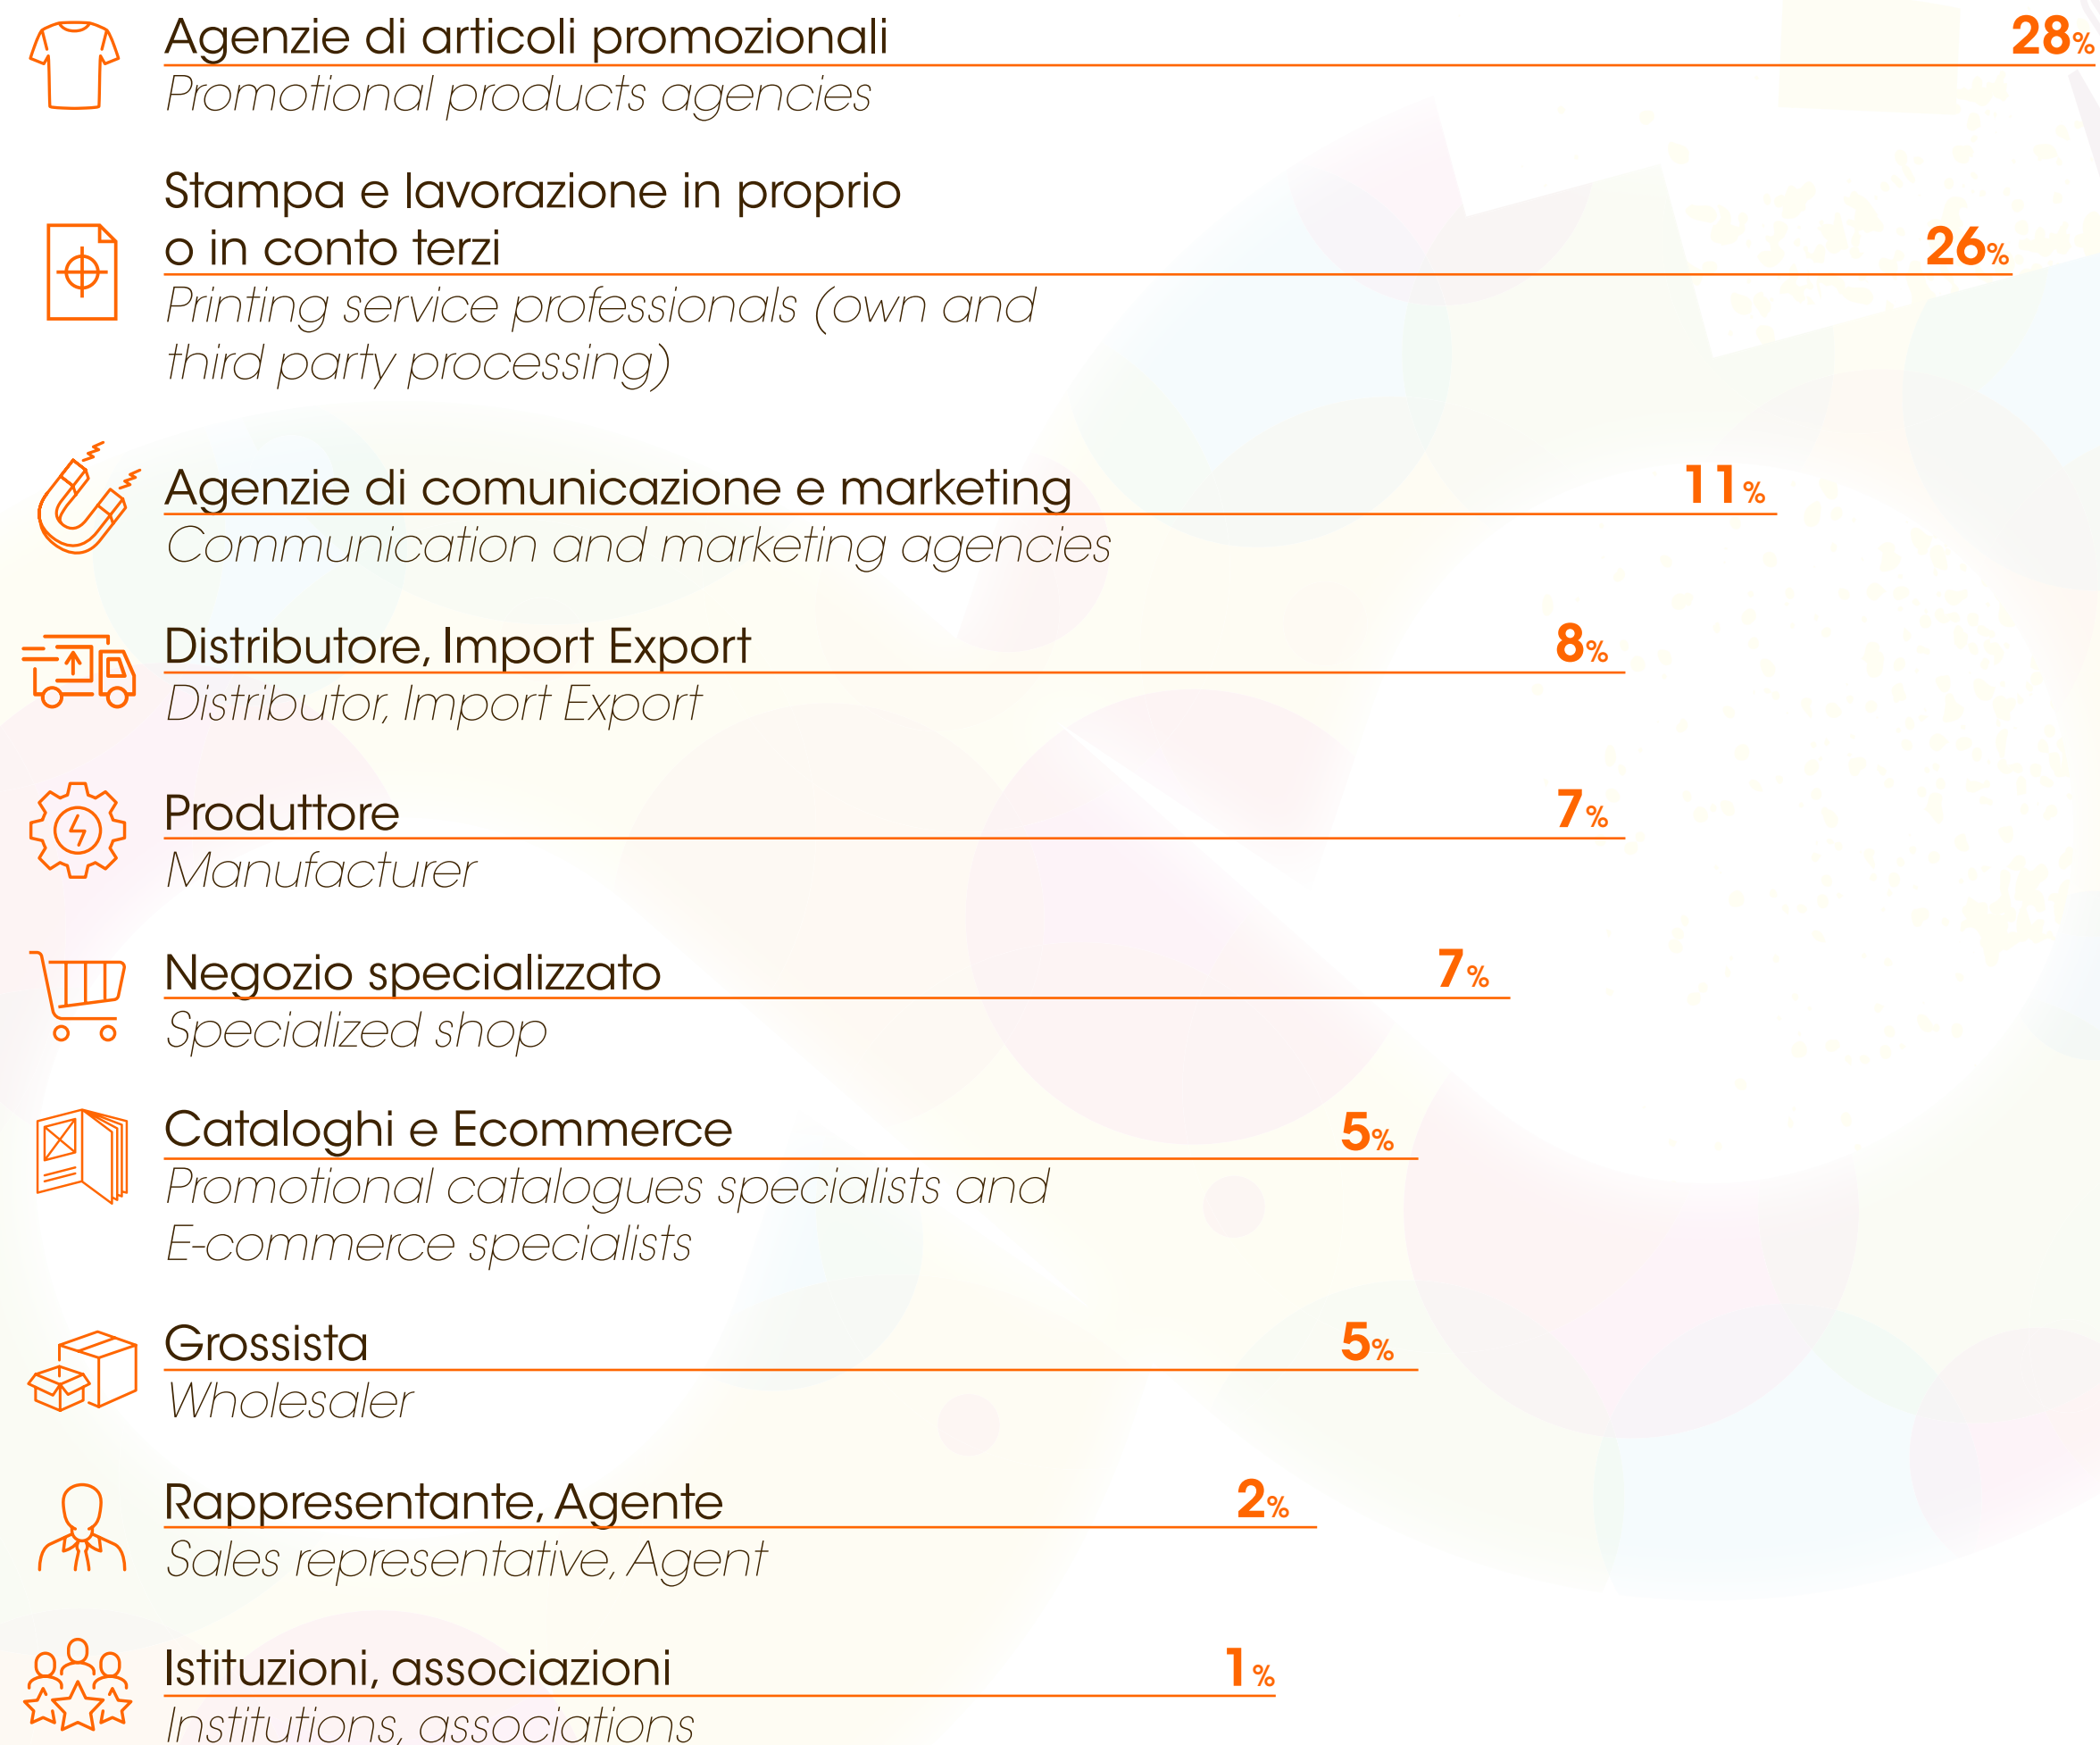 Agenzie di articoli promozionali 28%
Promotional products agencies
Stampa e lavorazione in proprio
o in conto terzi 26%
Printing service professionals (own and
third party processing)
Agenzie di comunicazione e marketing 11%
Communication and marketing agencies
Distributore, Import Export 8%
Distributor, Import Export
Produttore 7%
Manufacturer
Negozio specializzato 7%
Specialized shop
Cataloghi e Ecommerce 5%
Promotional catalogues specialists and
E-commerce specialists
Grossista 5%
Wholesaler
Rappresentante, Agente 2%
Sales representative, Agent
Istituzioni, associazioni 1%
Institutions, associations